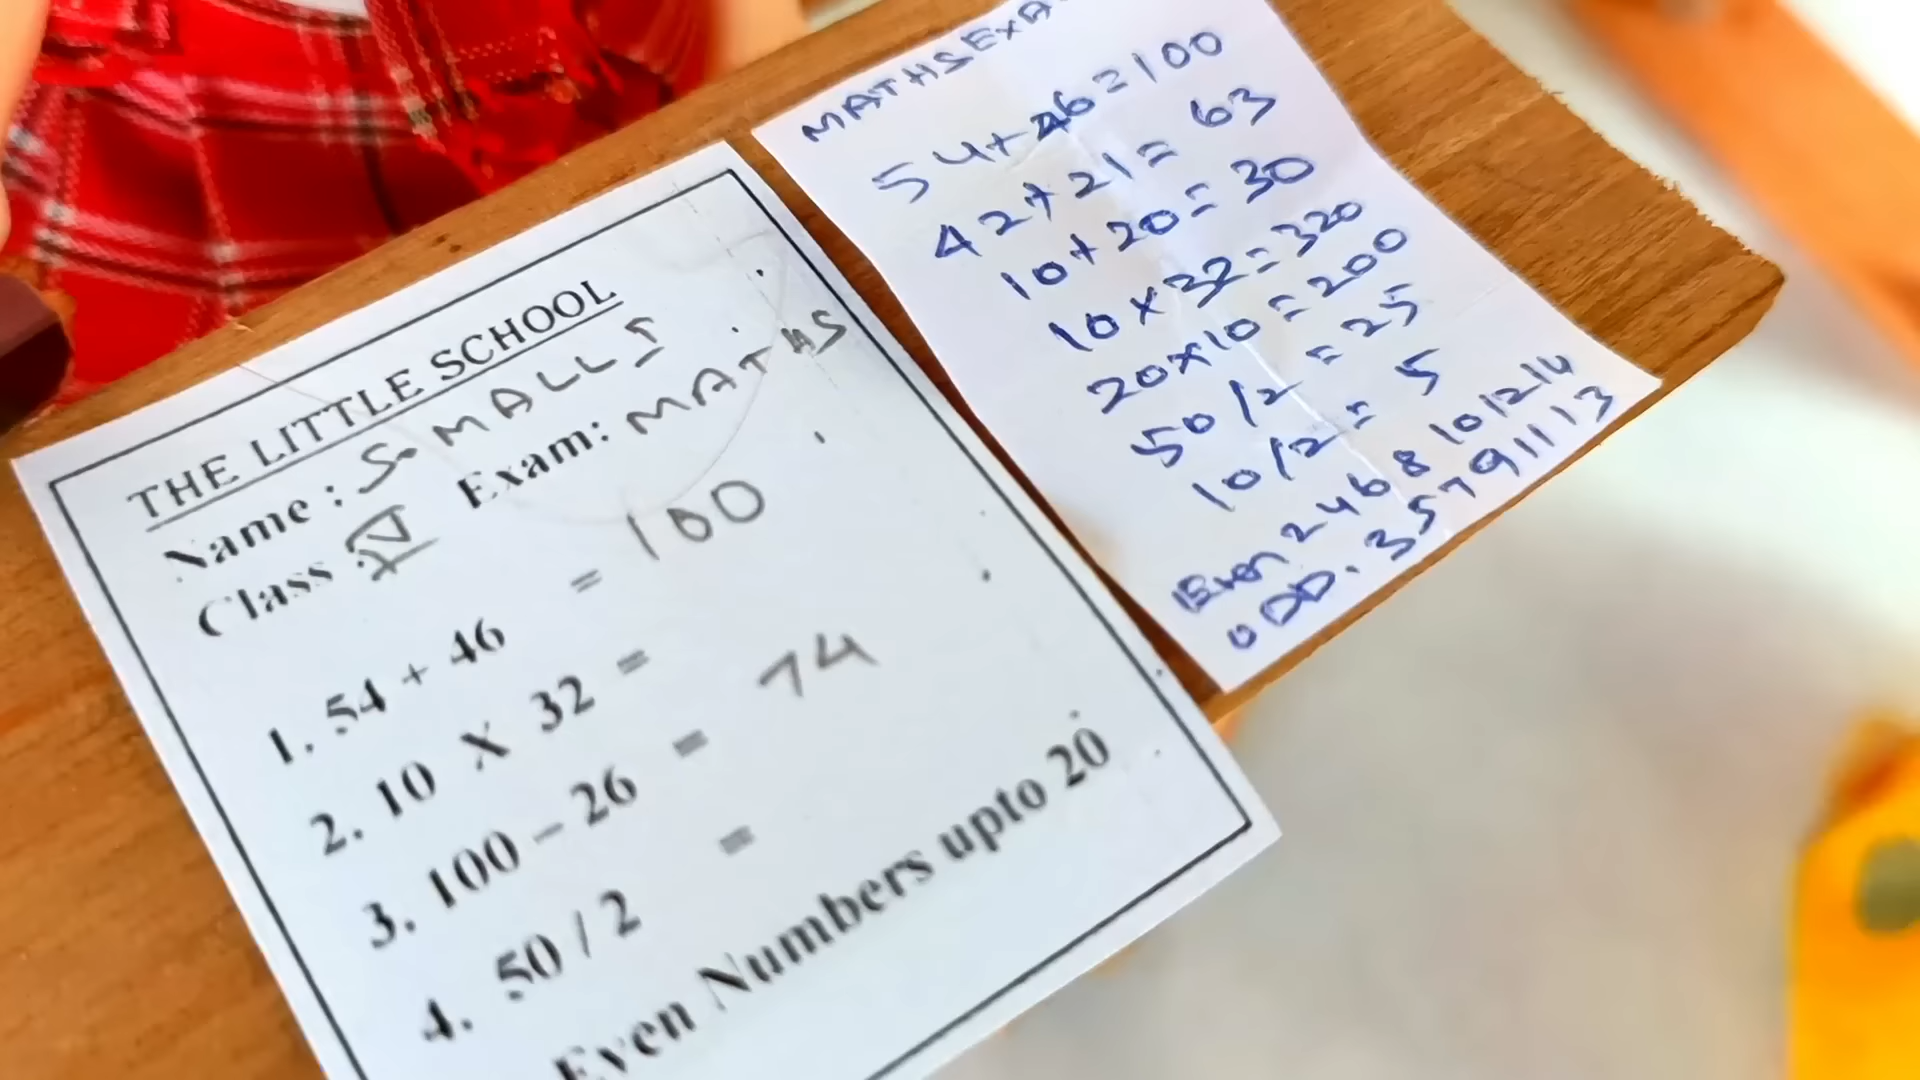 THE LITTLE SCHOOL
Name : S. MALLI
Class : IV Exam: MATHS
1. 54 + 46 = 100
2. 10 X 32 =
3. 100 – 26 = 74
4. 50 / 2 =
Even Numbers upto 20
MATHS EXA
54+46=100
42+21=63
10+20=30
10×32=320
20×10=200
50/2=25
10/2=5
Even 2 4 6 8 10 12 14
ODD. 3 5 7 9 11 13